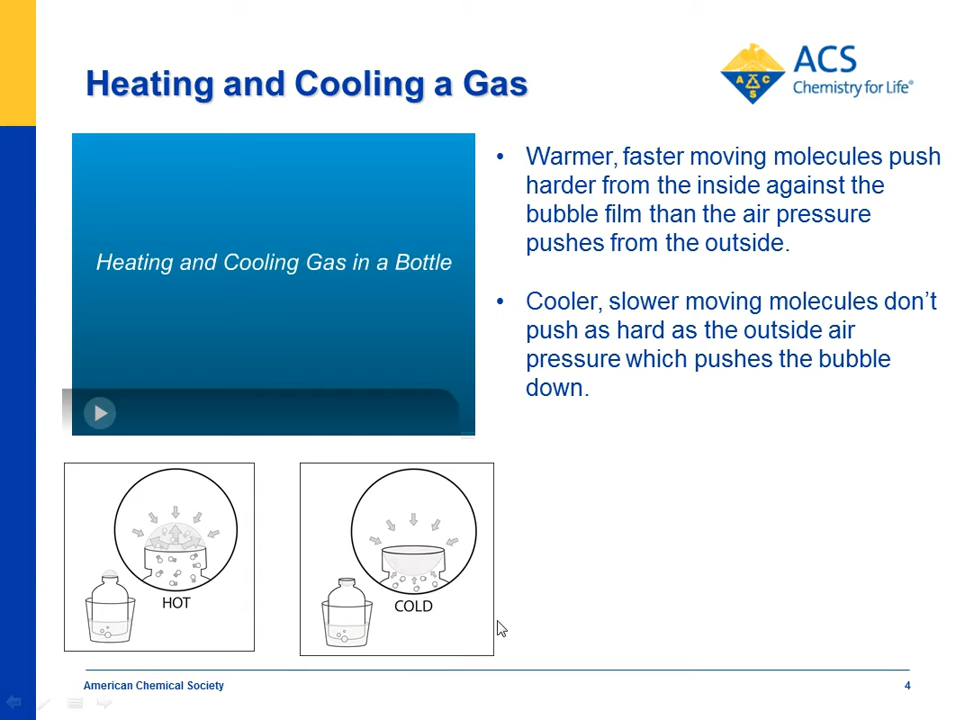 Heating and Cooling a Gas
ACS
Chemistry for Life®
A C S
Heating and Cooling Gas in a Bottle
• Warmer, faster moving molecules push
harder from the inside against the
bubble film than the air pressure
pushes from the outside.
• Cooler, slower moving molecules don’t
push as hard as the outside air
pressure which pushes the bubble
down.
HOT
COLD
American Chemical Society
4